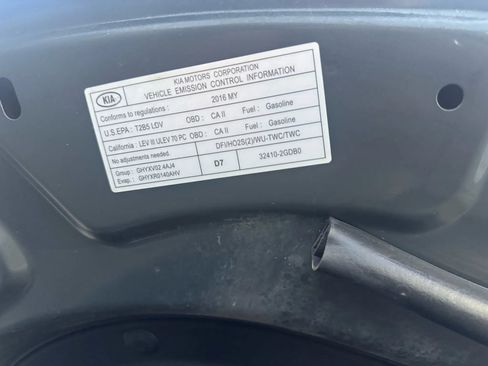 KIA
KIA MOTORS CORPORATION
VEHICLE EMISSION CONTROL INFORMATION
Conforms to regulations : 2016 MY
U.S.EPA : T2B5 LDV OBD : CA II Fuel : Gasoline
California : LEV III ULEV 70 PC OBD : CA II Fuel : Gasoline
No adjustments needed. DFI/HO2S(2)/WU-TWC/TWC
Group : GHYXV02.4AJ4
Evap. : GHYXR0140AHV D7 32410-2GDB0